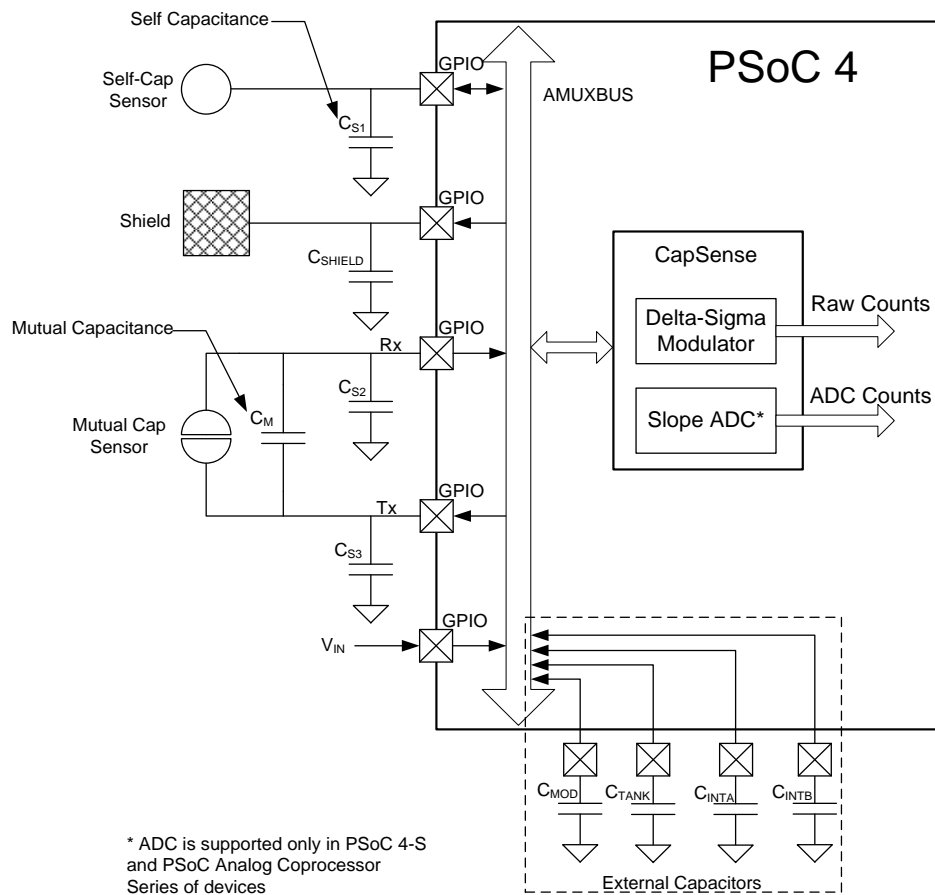 Self Capacitance
PSoC 4
GPIO
Self-Cap
Sensor
AMUXBUS
CS1
GPIO
Shield
CSHIELD
CapSense
Raw Counts
Delta-Sigma
Modulator
Mutual Capacitance
GPIO
Rx
ADC Counts
CS2
Slope ADC*
CM
Mutual Cap
Sensor
GPIO
Tx
CS3
GPIO
VIN
CMOD
CTANK
CINTA
CINTB
* ADC is supported only in PSoC 4-S
and PSoC Analog Coprocessor
Series of devices
External Capacitors